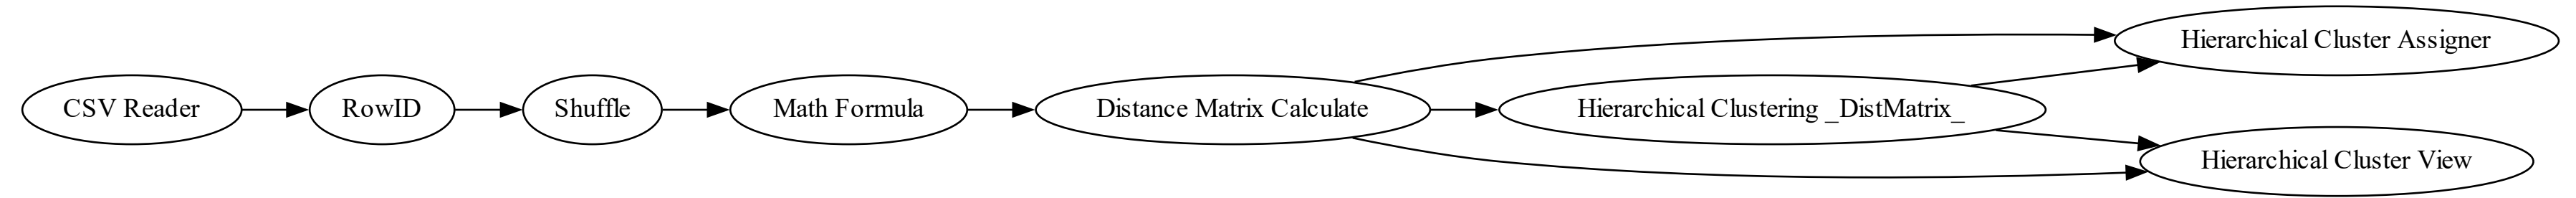 CSV Reader
RowID
Shuffle
Math Formula
Distance Matrix Calculate
Hierarchical Clustering _DistMatrix_
Hierarchical Cluster Assigner
Hierarchical Cluster View